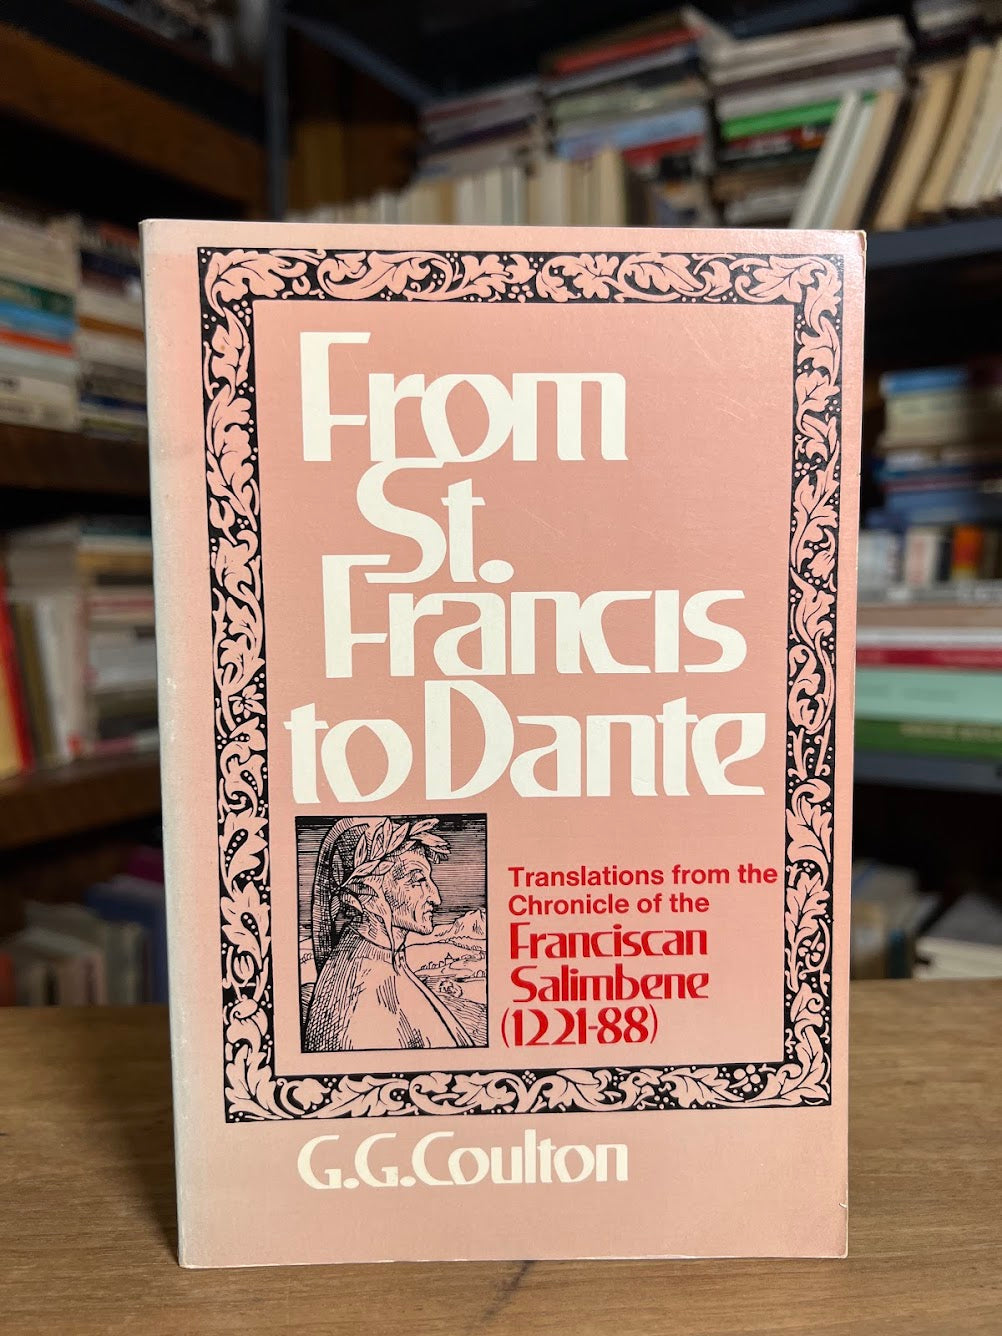 From
St.
Francis
to Dante
Translations from the
Chronicle of the
Franciscan
Salimbene
(1221-88)
G.G.Coulton